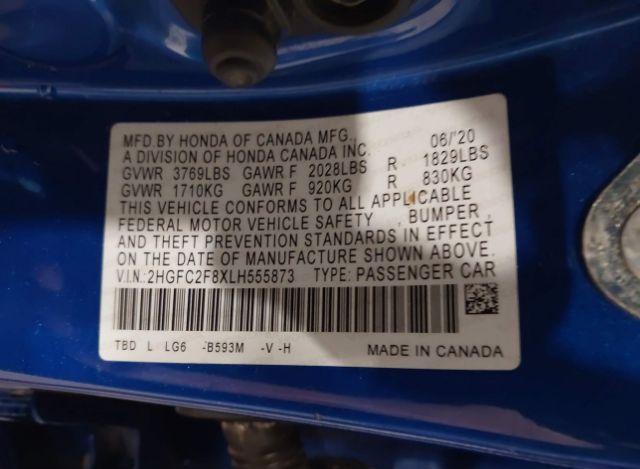 MFD.BY HONDA OF CANADA MFG., 06/'20
A DIVISION OF HONDA CANADA INC.
GVWR 3769LBS GAWR F 2028LBS R 1829LBS
GVWR 1710KG GAWR F 920KG R 830KG
THIS VEHICLE CONFORMS TO ALL APPLICABLE
FEDERAL MOTOR VEHICLE SAFETY , BUMPER ,
AND THEFT PREVENTION STANDARDS IN EFFECT
ON THE DATE OF MANUFACTURE SHOWN ABOVE.
V.I.N.: 2HGFC2F8XLH555873 TYPE: PASSENGER CAR
TBD L LG6 -B593M -V -H MADE IN CANADA